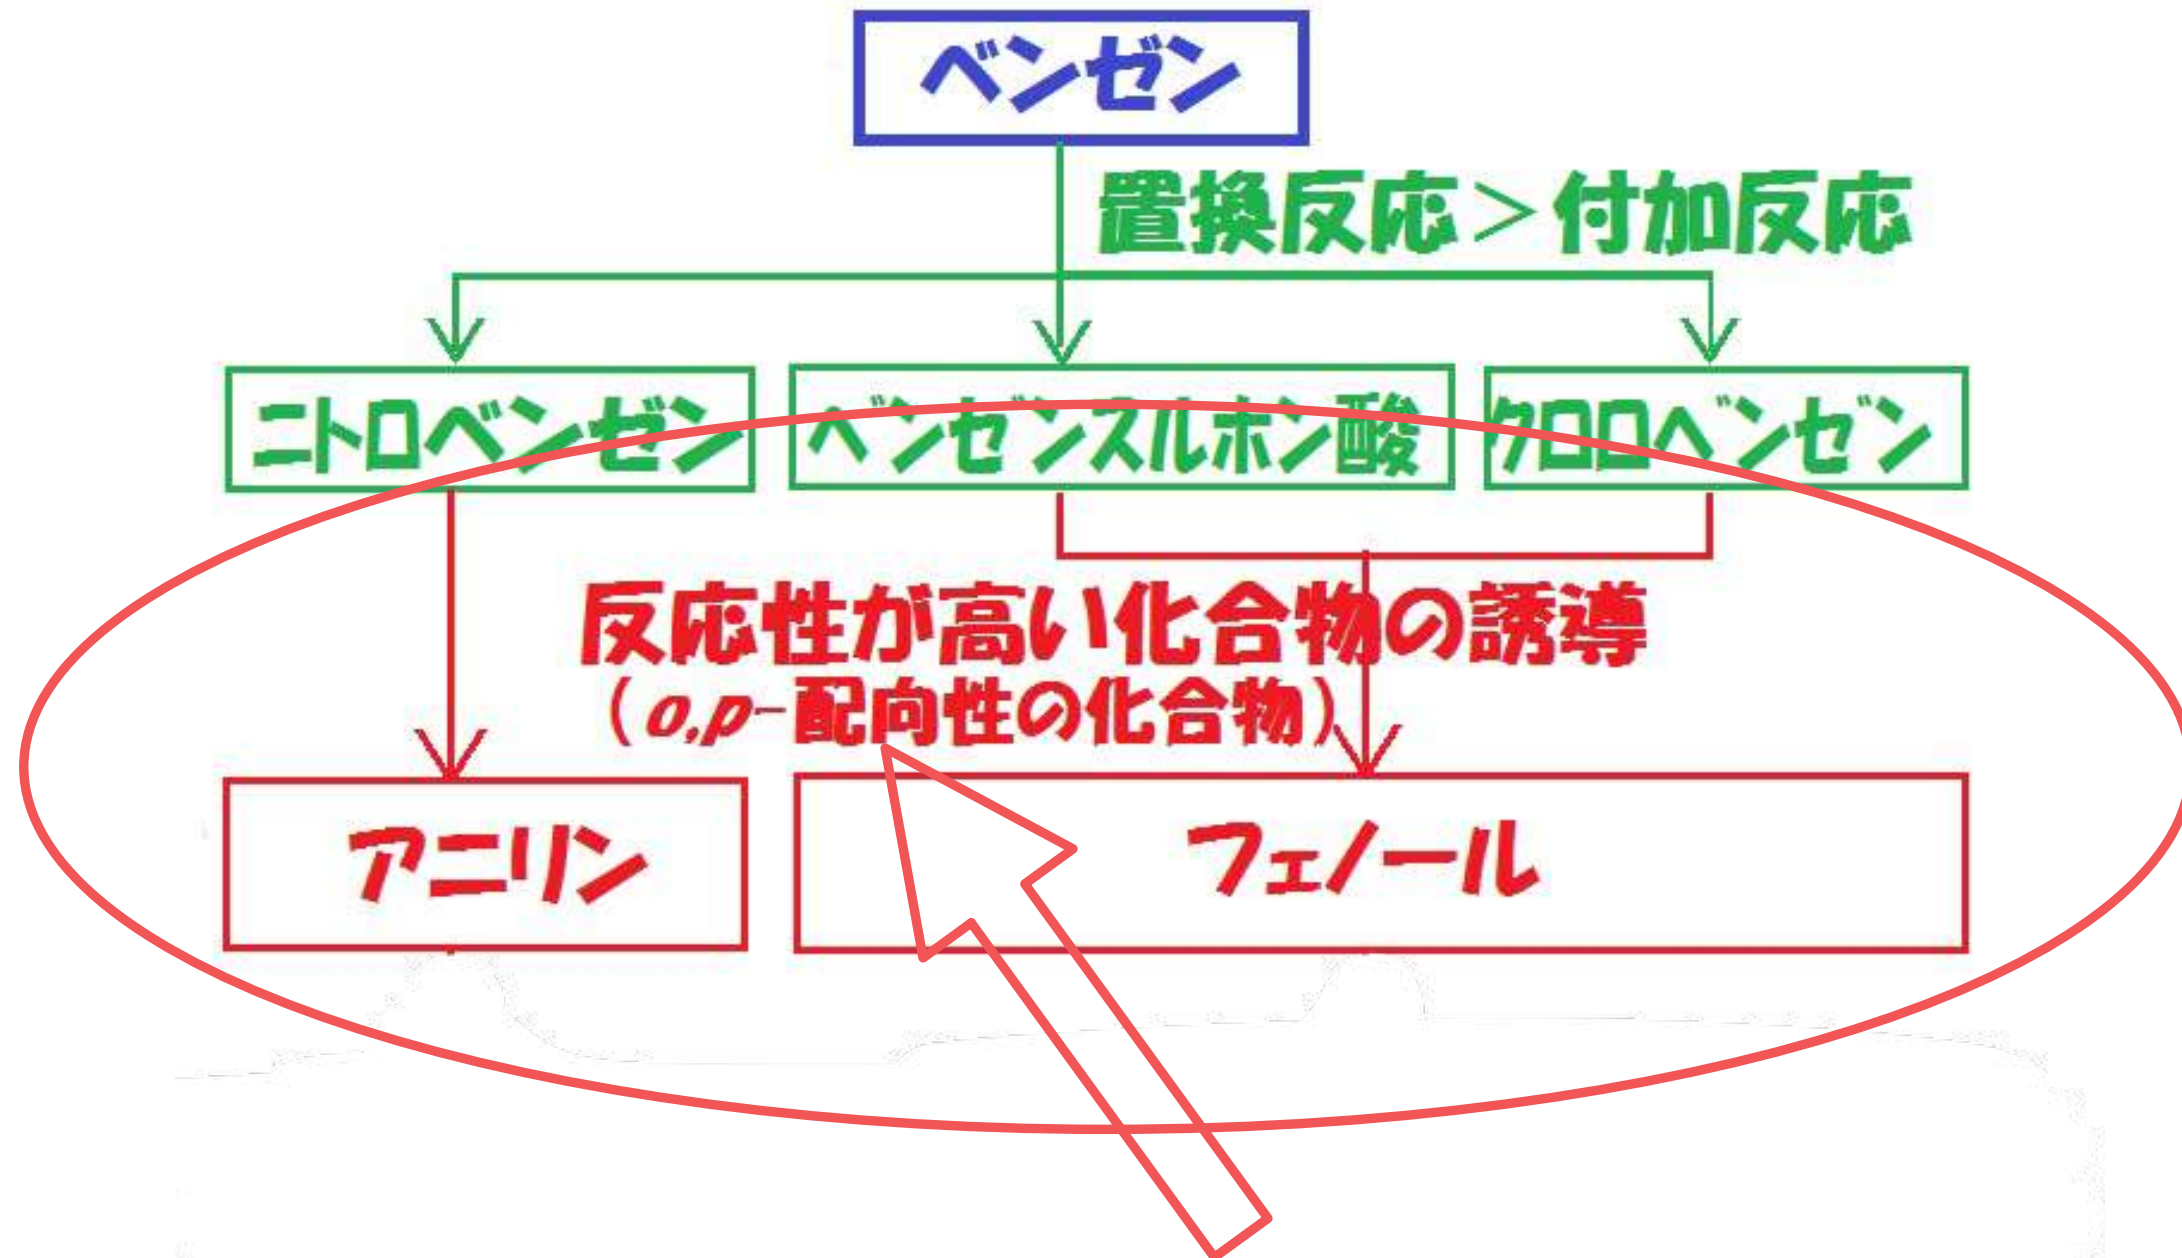 ベンゼン
置換反応>付加反応
ニトロベンゼン
ベンゼンスルホン酸
クロロベンゼン
反応性が高い化合物の誘導
(o,p-配向性の化合物)
アニリン
フェノール